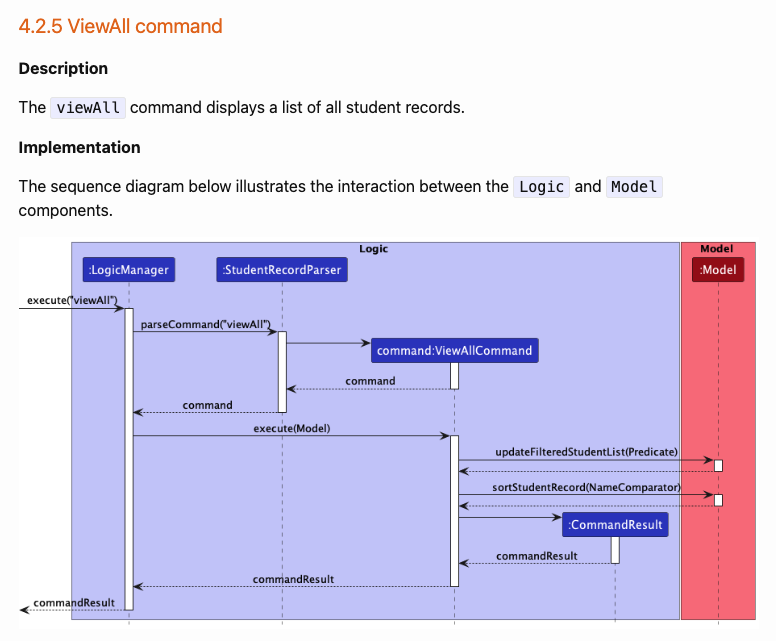 4.2.5 ViewAll command
Description
The viewAll command displays a list of all student records.
Implementation
The sequence diagram below illustrates the interaction between the Logic and Model
components.
Logic
Model
:LogicManager
:StudentRecordParser
:Model
execute("viewAll")
parseCommand("viewAll")
command:ViewAllCommand
command
command
execute(Model)
updateFilteredStudentList(Predicate)
sortStudentRecord(NameComparator)
:CommandResult
commandResult
commandResult
commandResult